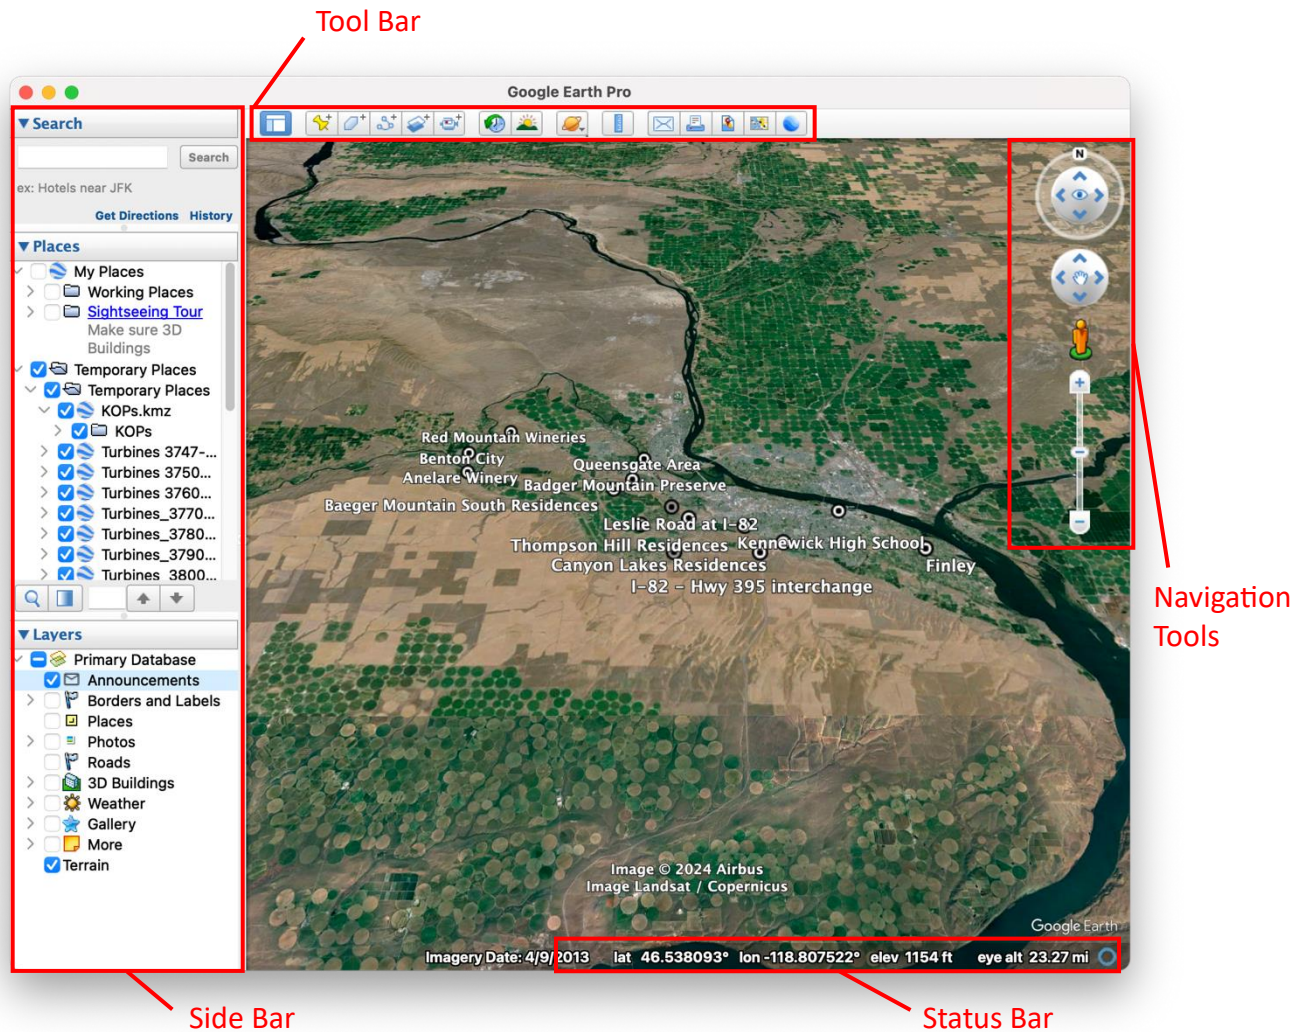 Tool Bar
Google Earth Pro
Search
Search
ex: Hotels near JFK
Get Directions History
Places
My Places
Working Places
Sightseeing Tour
Make sure 3D
Buildings
Temporary Places
Temporary Places
KOPs.kmz
KOPs
Turbines 3747-...
Turbines 3750...
Turbines 3760...
Turbines_3770...
Turbines_3780...
Turbines_3790...
Turbines 3800...
Layers
Primary Database
Announcements
Borders and Labels
Places
Photos
Roads
3D Buildings
Weather
Gallery
More
Terrain
N
Red Mountain Wineries
Benton City
Queensgate Area
Anelare Winery
Badger Mountain Preserve
Baeger Mountain South Residences
Leslie Road at I-82
Thompson Hill Residences
Kennewick High School
Canyon Lakes Residences
Finley
I-82 - Hwy 395 interchange
Navigation
Tools
Image © 2024 Airbus
Image Landsat / Copernicus
Google Earth
Imagery Date: 4/9/2013 lat 46.538093° lon -118.807522° elev 1154 ft eye alt 23.27 mi
Side Bar
Status Bar